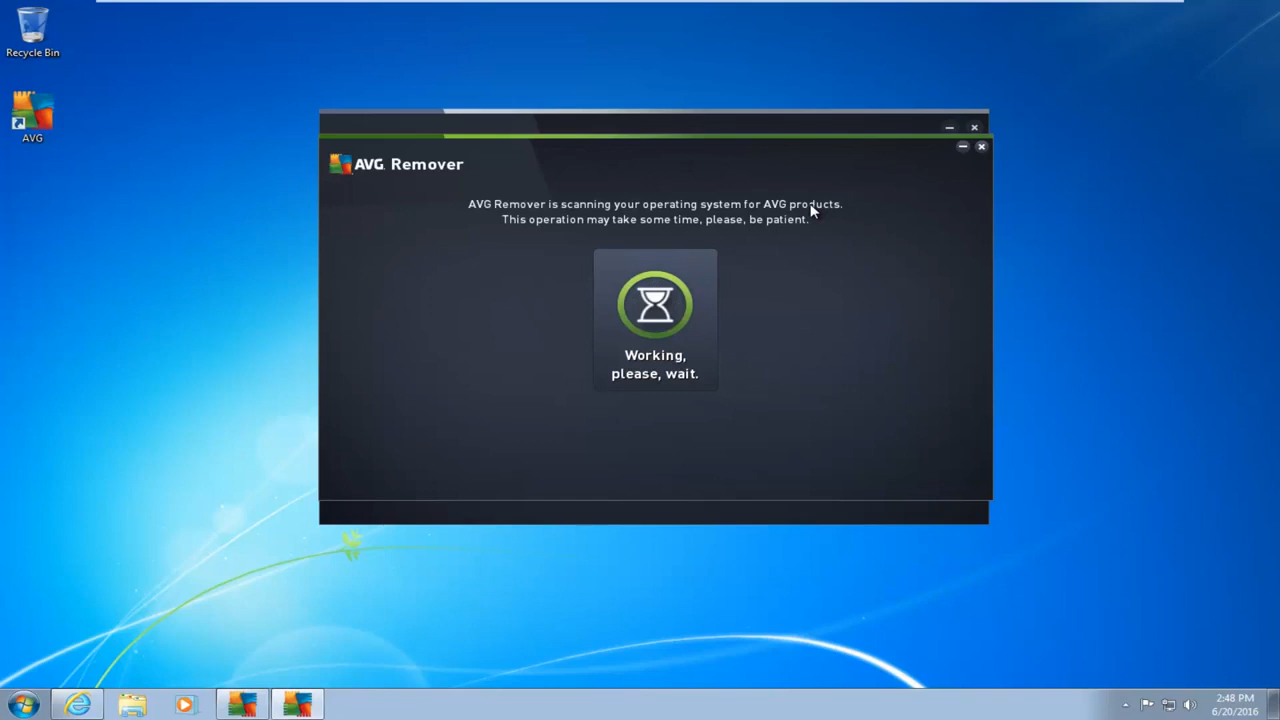 Recycle Bin
AVG
AVG Remover
AVG Remover is scanning your operating system for AVG products.
This operation may take some time, please, be patient.
Working,
please, wait.
2:48 PM
6/20/2016